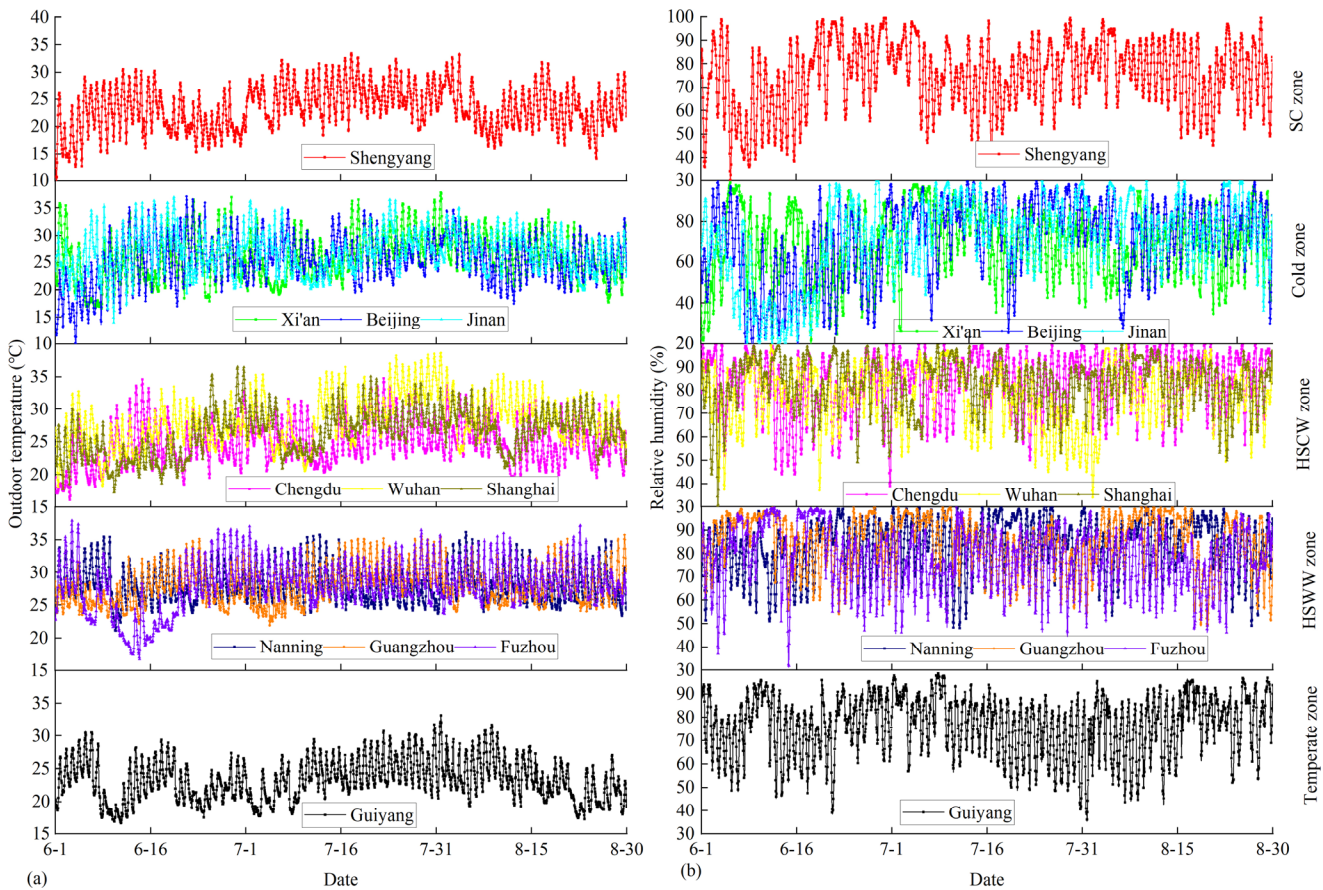 40
35
30
25
20
15
10
Shengyang
35
30
25
20
15
10
Xi'an Beijing Jinan
35
30
25
20
15
Chengdu Wuhan Shanghai
35
30
25
20
15
Nanning Guangzhou Fuzhou
35
30
25
20
15
Guiyang
6-1 6-16 7-1 7-16 7-31 8-15 8-30
Outdoor temperature (°C)
(a)
Date
100
90
80
70
60
50
40
30
Shengyang
SC zone
80
60
40
20
Xi'an Beijing Jinan
Cold zone
90
80
70
60
50
40
30
Chengdu Wuhan Shanghai
HSCW zone
90
80
70
60
50
40
30
Nanning Guangzhou Fuzhou
HSWW zone
90
80
70
60
50
40
30
Guiyang
Temperate zone
6-1 6-16 7-1 7-16 7-31 8-15 8-30
Relative humidity (%)
(b)
Date